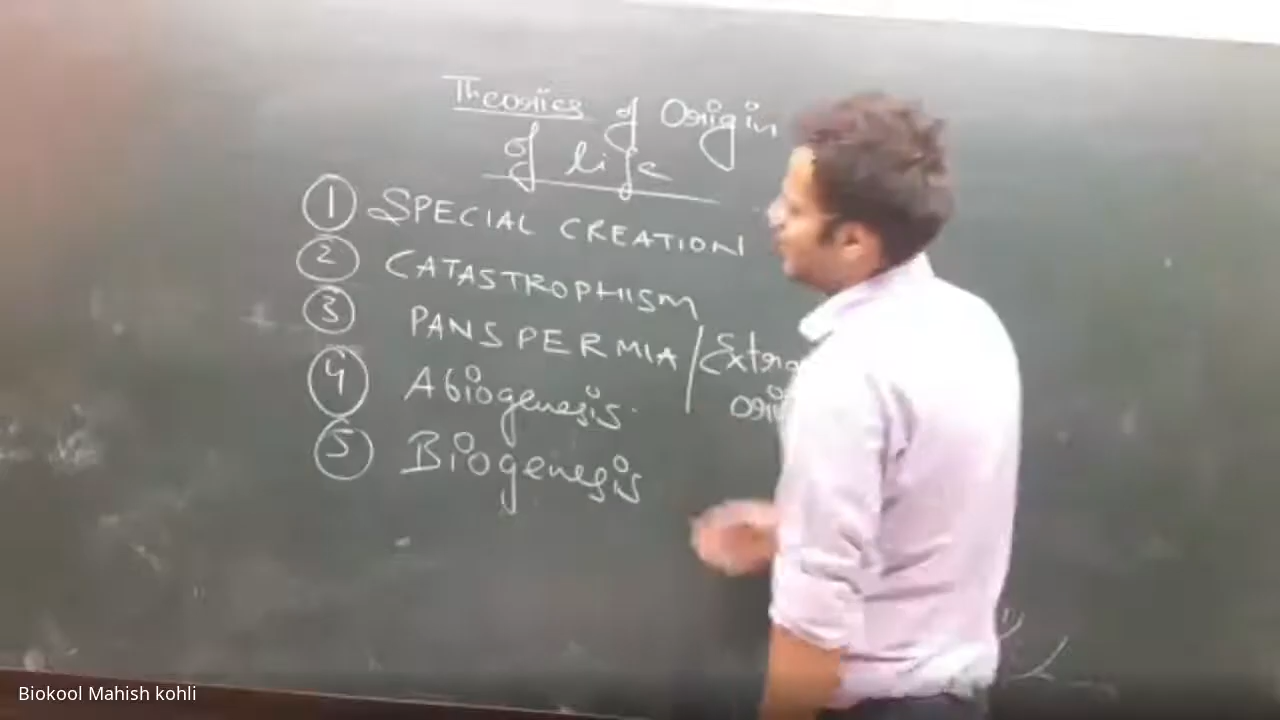 Theories of Origin
of life
① SPECIAL CREATION
② CATASTROPHISM
③ PANSPERMIA / Extra
Ori
④ Abiogenesis
⑤ Biogenesis
Biokool Mahish kohli